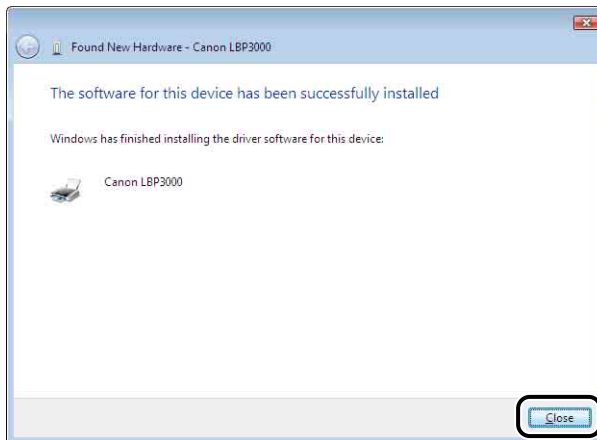 Found New Hardware - Canon LBP3000
The software for this device has been successfully installed
Windows has finished installing the driver software for this device:
Canon LBP3000
Close